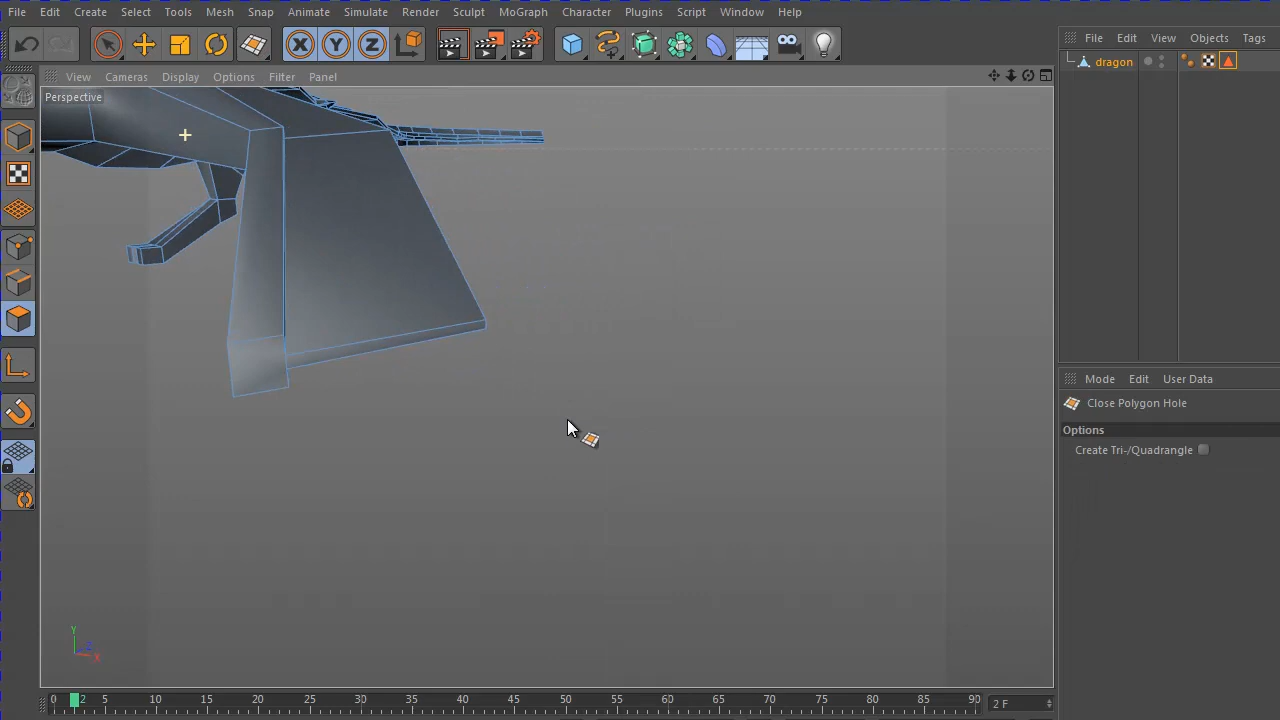 File Edit Create Select Tools Mesh Snap Animate Simulate Render Sculpt MoGraph Character Plugins Script Window Help
File Edit View Objects Tags
dragon
View Cameras Display Options Filter Panel
Perspective
Mode Edit User Data
Close Polygon Hole
Options
Create Tri-/Quadrangle
Y
Z
X
0 2 5 10 15 20 25 30 35 40 45 50 55 60 65 70 75 80 85 90 2 F